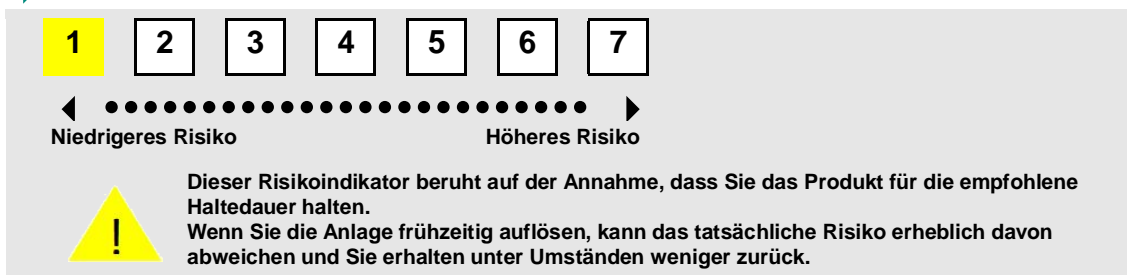 1 2 3 4 5 6 7
Niedrigeres Risiko Höheres Risiko
Dieser Risikoindikator beruht auf der Annahme, dass Sie das Produkt für die empfohlene
Haltedauer halten.
Wenn Sie die Anlage frühzeitig auflösen, kann das tatsächliche Risiko erheblich davon
abweichen und Sie erhalten unter Umständen weniger zurück.
!